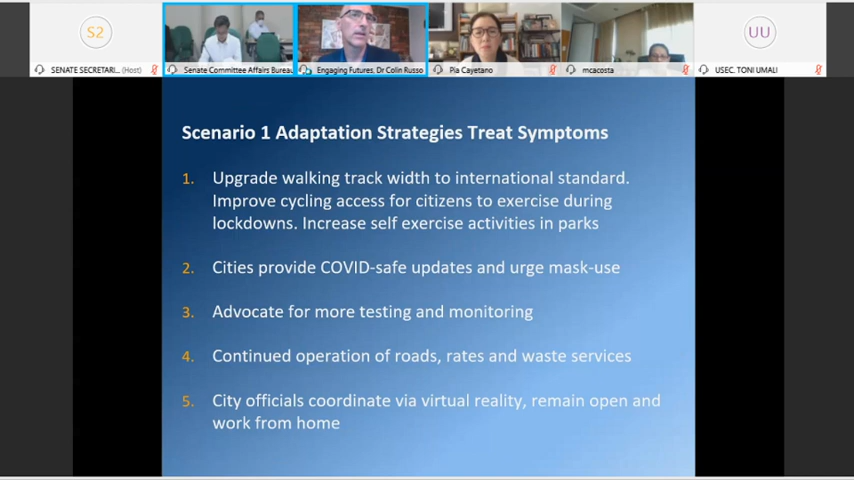 S2
UU
SENATE SECRETARI... (Host)
Senate Committee Affairs Bureau
Engaging Futures, Dr Colin Russo
Pia Cayetano
mcacosta
USEC. TONI UMALI
Scenario 1 Adaptation Strategies Treat Symptoms
1. Upgrade walking track width to international standard.
Improve cycling access for citizens to exercise during
lockdowns. Increase self exercise activities in parks
2. Cities provide COVID-safe updates and urge mask-use
3. Advocate for more testing and monitoring
4. Continued operation of roads, rates and waste services
5. City officials coordinate via virtual reality, remain open and
work from home